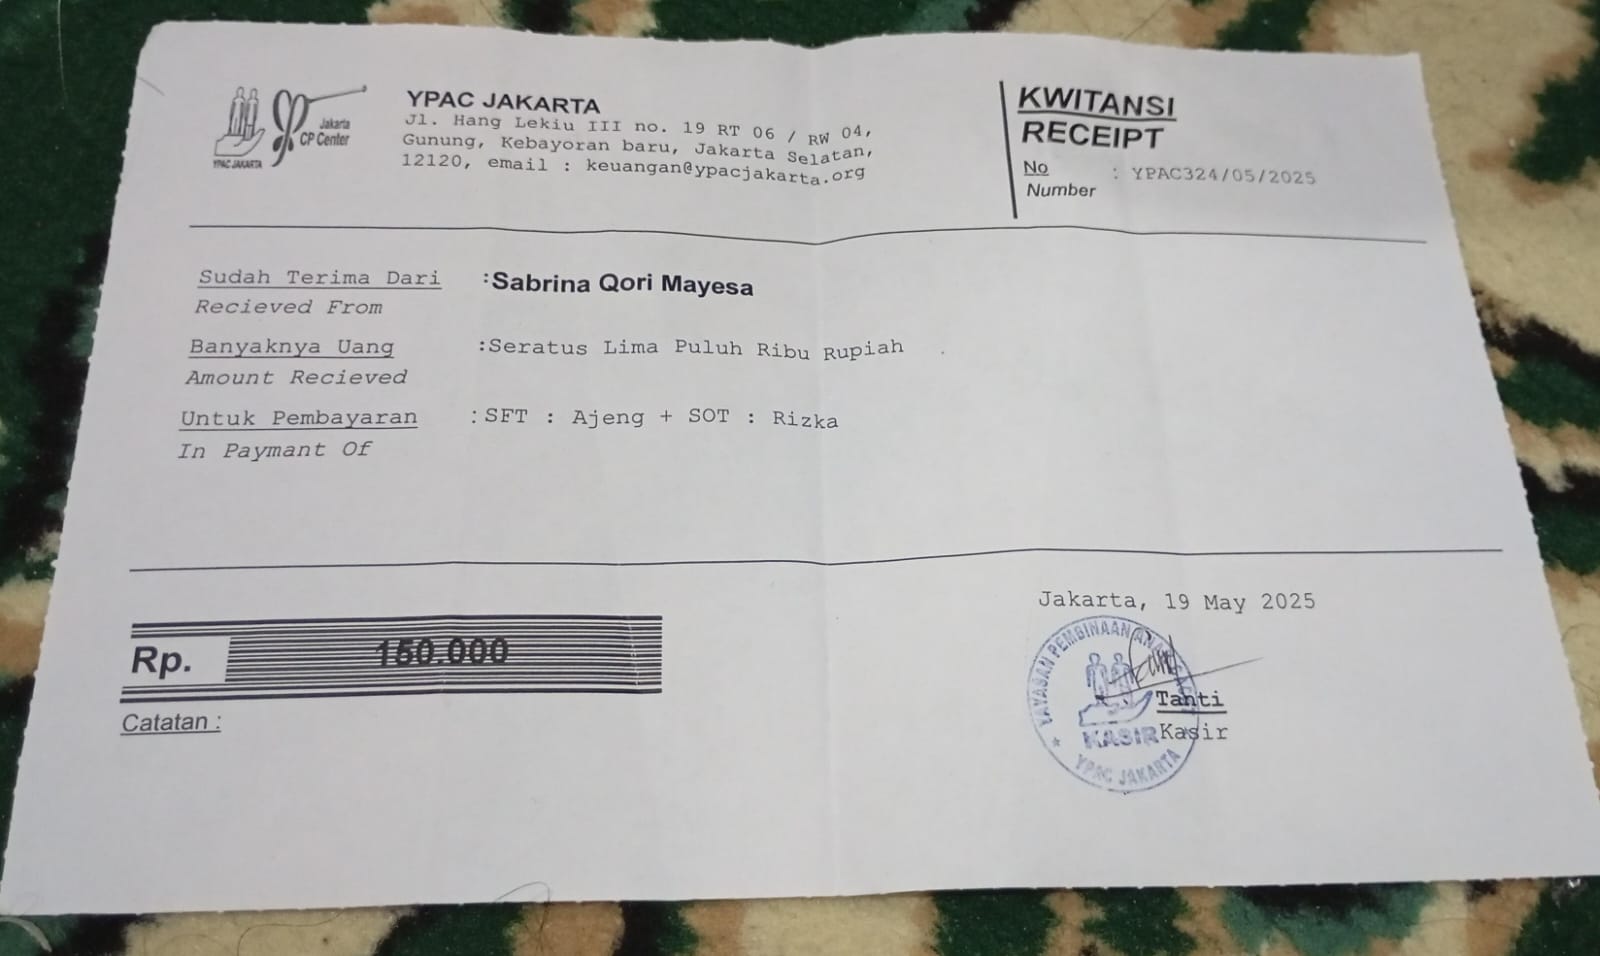 YPAC JAKARTA
Jakarta
CP Center
YPAC JAKARTA
Jl. Hang Lekiu III no. 19 RT 06 / RW 04,
Gunung, Kebayoran baru, Jakarta Selatan,
12120, email : keuangan@ypacjakarta.org
KWITANSI
RECEIPT
No : YPAC324/05/2025
Number
Sudah Terima Dari :Sabrina Qori Mayesa
Recieved From
Banyaknya Uang :Seratus Lima Puluh Ribu Rupiah
Amount Recieved
Untuk Pembayaran :SFT : Ajeng + SOT : Rizka
In Paymant Of
Jakarta, 19 May 2025
Rp. 150.000
Catatan :
YAYASAN PEMBINAAN
KASIR
YPAC JAKARTA
Tanti
Kasir